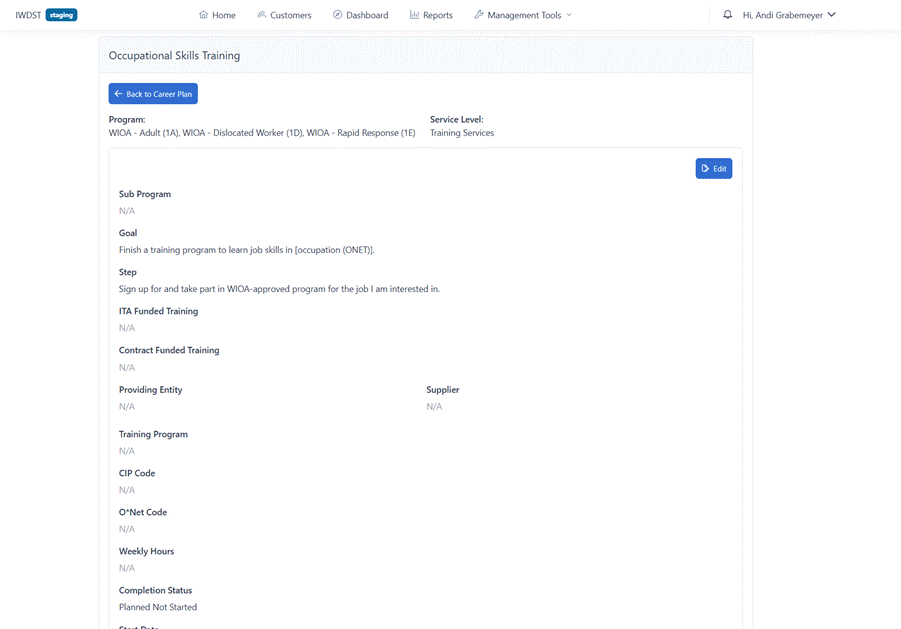 IWDST staging Home Customers Dashboard Reports Management Tools Hi, Andi Grabemeyer
Occupational Skills Training
Back to Career Plan
Program: Service Level:
WIOA - Adult (1A), WIOA - Dislocated Worker (1D), WIOA - Rapid Response (1E) Training Services
Edit
Sub Program
N/A
Goal
Finish a training program to learn job skills in [occupation (ONET)].
Step
Sign up for and take part in WIOA-approved program for the job I am interested in.
ITA Funded Training
N/A
Contract Funded Training
N/A
Providing Entity Supplier
N/A N/A
Training Program
N/A
CIP Code
N/A
O*Net Code
N/A
Weekly Hours
N/A
Completion Status
Planned Not Started
Start Date